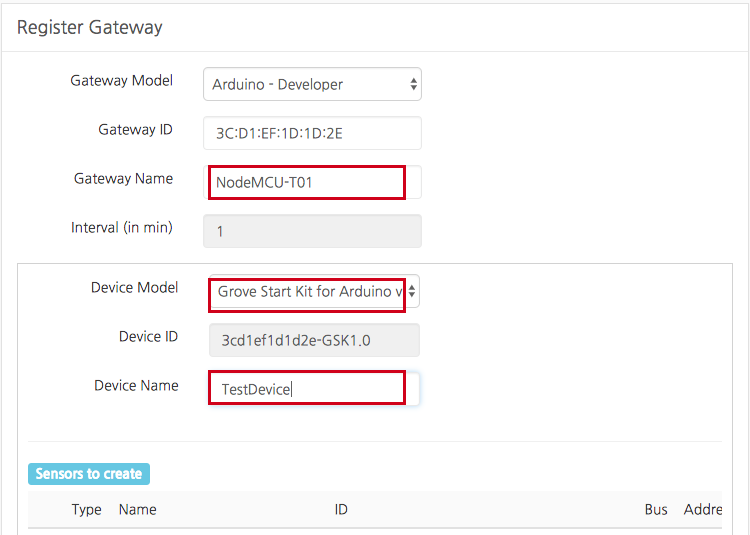 Register Gateway
Gateway Model Arduino - Developer
Gateway ID 3C:D1:EF:1D:1D:2E
Gateway Name NodeMCU-T01
Interval (in min) 1
Device Model Grove Start Kit for Arduino v
Device ID 3cd1ef1d1d2e-GSK1.0
Device Name TestDevice
Sensors to create
Type Name ID Bus Addre